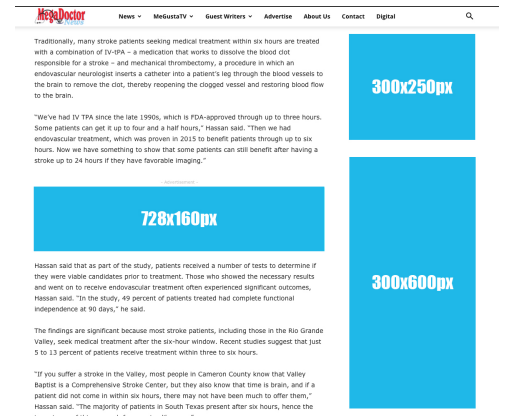 MegaDoctor
News
News MeGustaTV Guest Writers Advertise About Us Contact Digital
Traditionally, many stroke patients seeking medical treatment within six hours are treated
with a combination of IV-tPA – a medication that works to dissolve the blood clot
responsible for a stroke – and mechanical thrombectomy, a procedure in which an
endovascular neurologist inserts a catheter into a patient's leg through the blood vessels to
the brain to remove the clot, thereby reopening the clogged vessel and restoring blood flow
to the brain.
"We've had IV TPA since the late 1990s, which is FDA-approved through up to three hours.
Some patients can get it up to four and a half hours," Hassan said. "Then we had
endovascular treatment, which was proven in 2015 to benefit patients through up to six
hours. Now we have something to show that some patients can still benefit after having a
stroke up to 24 hours if they have favorable imaging."
- Advertisement -
728x160px
Hassan said that as part of the study, patients received a number of tests to determine if
they were viable candidates prior to treatment. Those who showed the necessary results
and went on to receive endovascular treatment often experienced significant outcomes,
Hassan said. "In the study, 49 percent of patients treated had complete functional
independence at 90 days," he said.
The findings are significant because most stroke patients, including those in the Rio Grande
Valley, seek medical treatment after the six-hour window. Recent studies suggest that just
5 to 13 percent of patients receive treatment within three to six hours.
"If you suffer a stroke in the Valley, most people in Cameron County know that Valley
Baptist is a Comprehensive Stroke Center, but they also know that time is brain, and if a
patient did not come in within six hours, there may not have been much to offer them,"
Hassan said. "The majority of patients in South Texas present after six hours, hence the
300x250px
300x600px